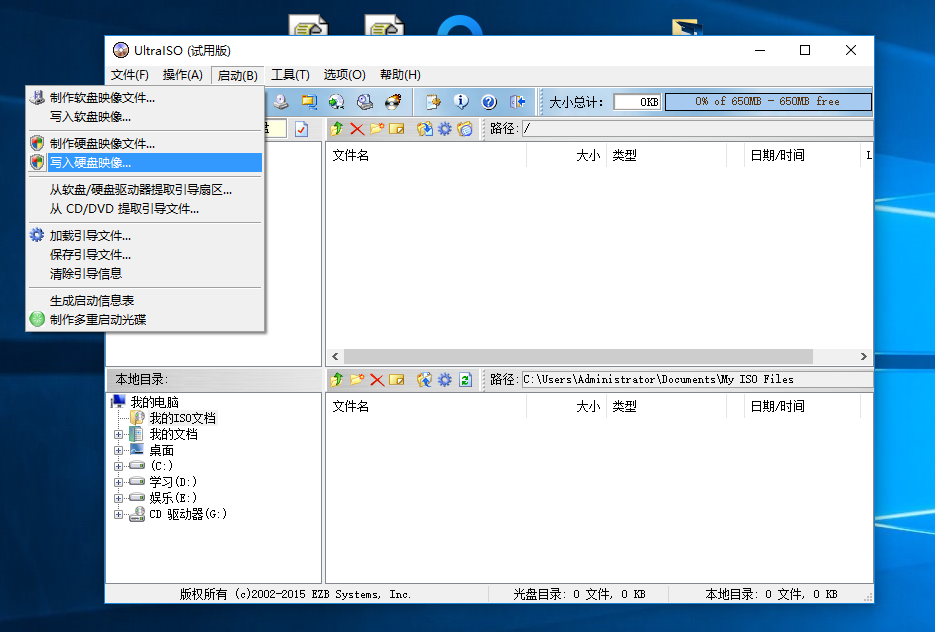 UltraISO (试用版)
文件(F) 操作(A) 启动(B) 工具(T) 选项(O) 帮助(H)
制作软盘映像文件...
写入软盘映像...
制作硬盘映像文件...
写入硬盘映像...
从软盘/硬盘驱动器提取引导扇区...
从 CD/DVD 提取引导文件...
加载引导文件...
保存引导文件...
清除引导信息
生成启动信息表
制作多重启动光碟
大小总计: 0KB 0% of 650MB - 650MB free
路径: /
文件名 大小 类型 日期/时间 L
本地目录:
路径: C:\Users\Administrator\Documents\My ISO Files
我的电脑
我的ISO文档
我的文档
桌面
(C:)
学习(D:)
娱乐(E:)
CD 驱动器(G:)
文件名 大小 类型 日期/时间
版权所有 (c)2002-2015 EZB Systems, Inc. 光盘目录: 0 文件, 0 KB 本地目录: 0 文件, 0 KB